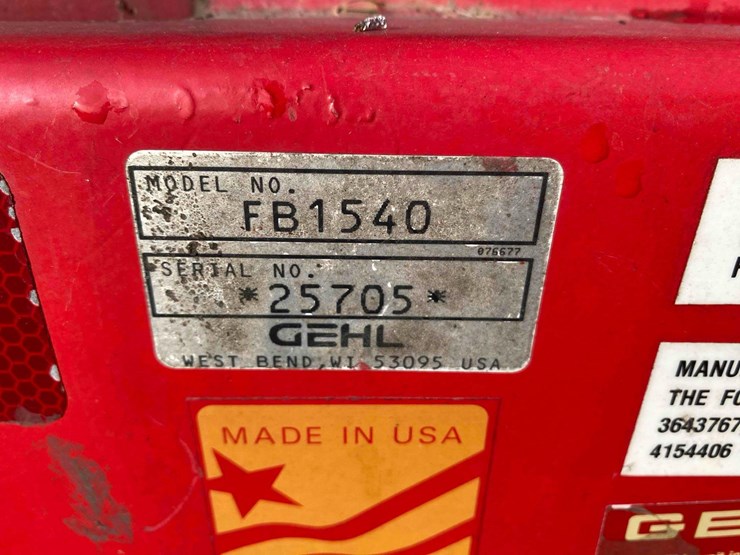 MODEL NO.
FB1540
076677
SERIAL NO.
*25705*
GEHL
WEST BEND, WI 53095 USA
MADE IN USA
MANU
THE FO
3643767
4154406
GE